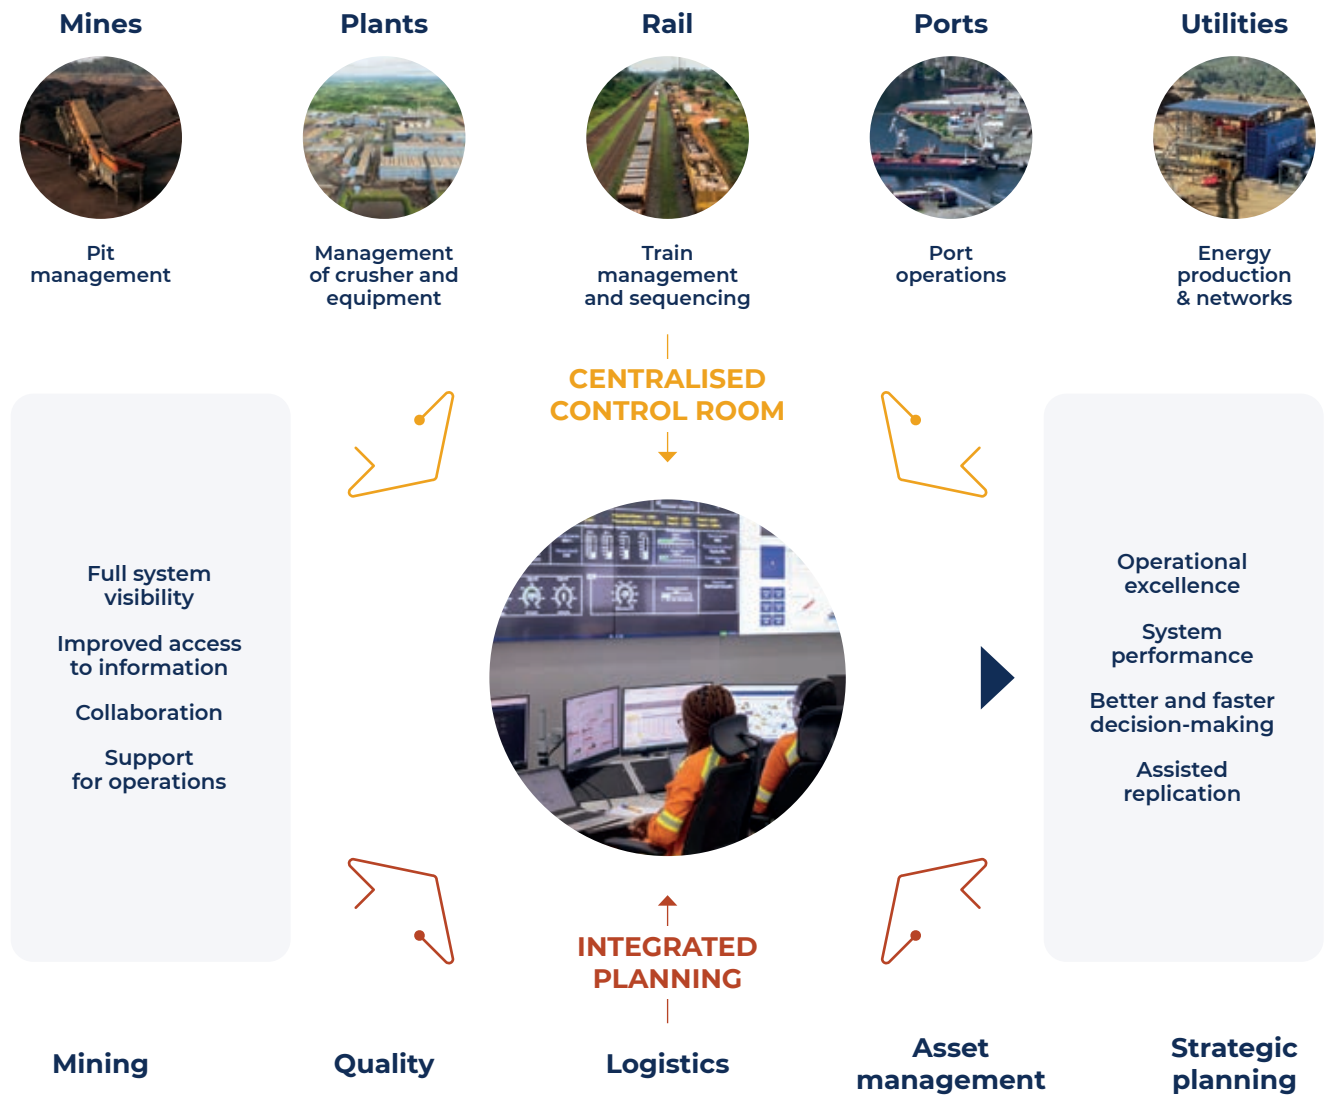 Mines
Plants
Rail
Ports
Utilities
Pit
management
Management
of crusher and
equipment
Train
management
and sequencing
Port
operations
Energy
production
& networks
CENTRALISED
CONTROL ROOM
Full system
visibility
Improved access
to information
Collaboration
Support
for operations
Operational
excellence
System
performance
Better and faster
decision-making
Assisted
replication
INTEGRATED
PLANNING
Mining
Quality
Logistics
Asset
management
Strategic
planning